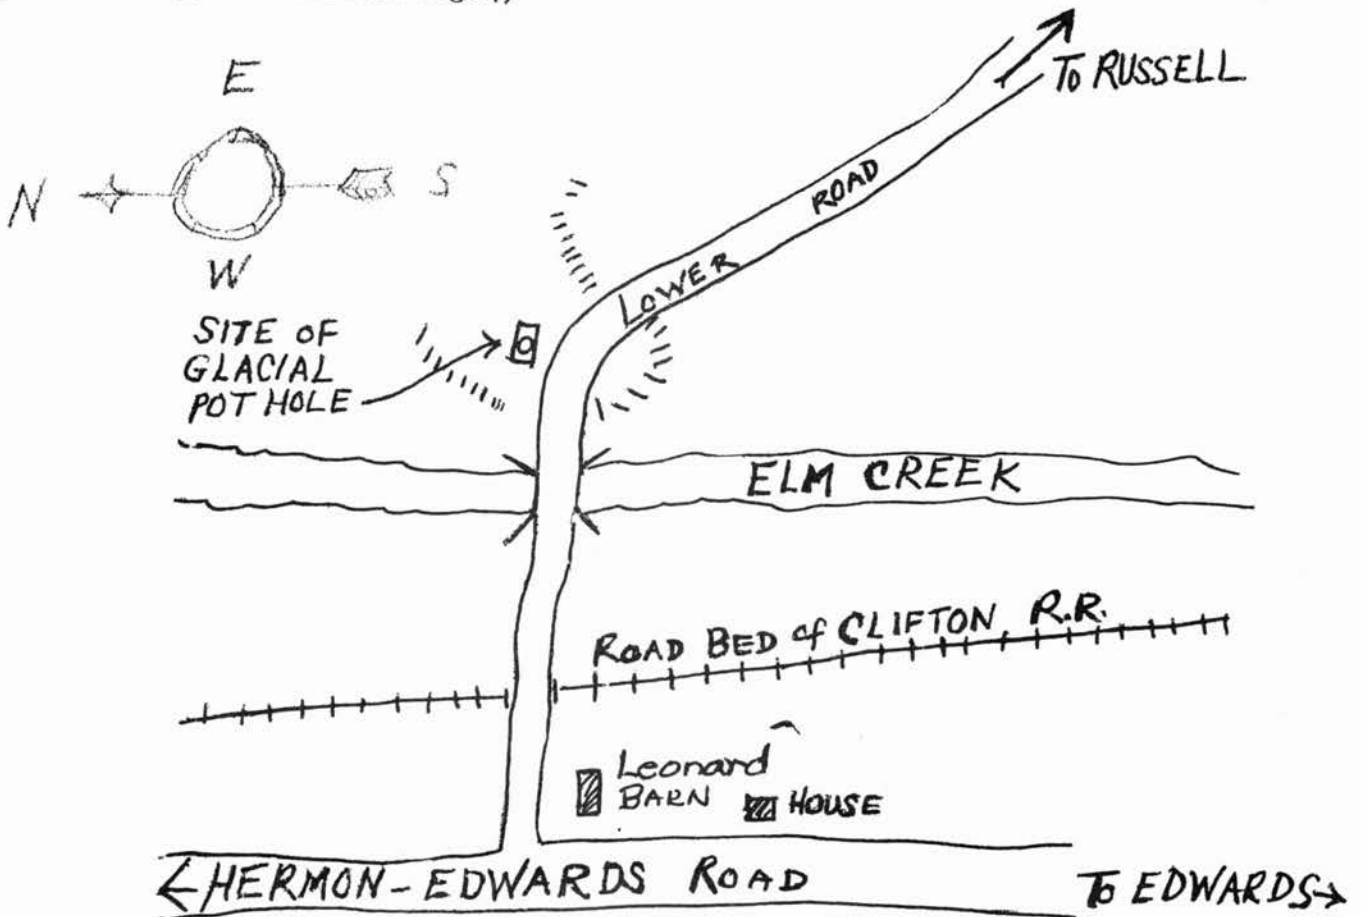 E
N
S
W
TO RUSSELL
LOWER ROAD
SITE OF
GLACIAL
POT HOLE
ELM CREEK
ROAD BED of CLIFTON R.R.
Leonard
BARN
HOUSE
HERMON-EDWARDS ROAD
TO EDWARDS